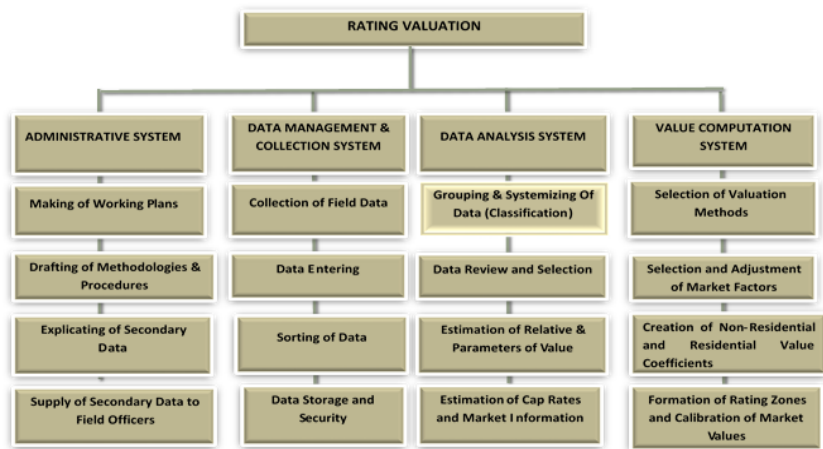 RATING VALUATION
ADMINISTRATIVE SYSTEM
Making of Working Plans
Drafting of Methodologies &
Procedures
Explicating of Secondary
Data
Supply of Secondary Data to
Field Officers
DATA MANAGEMENT &
COLLECTION SYSTEM
Collection of Field Data
Data Entering
Sorting of Data
Data Storage and
Security
DATA ANALYSIS SYSTEM
Grouping & Systemizing Of
Data (Classification)
Data Review and Selection
Estimation of Relative &
Parameters of Value
Estimation of Cap Rates
and Market Information
VALUE COMPUTATION
SYSTEM
Selection of Valuation
Methods
Selection and Adjustment
of Market Factors
Creation of Non-Residential
and Residential Value
Coefficients
Formation of Rating Zones
and Calibration of Market
Values